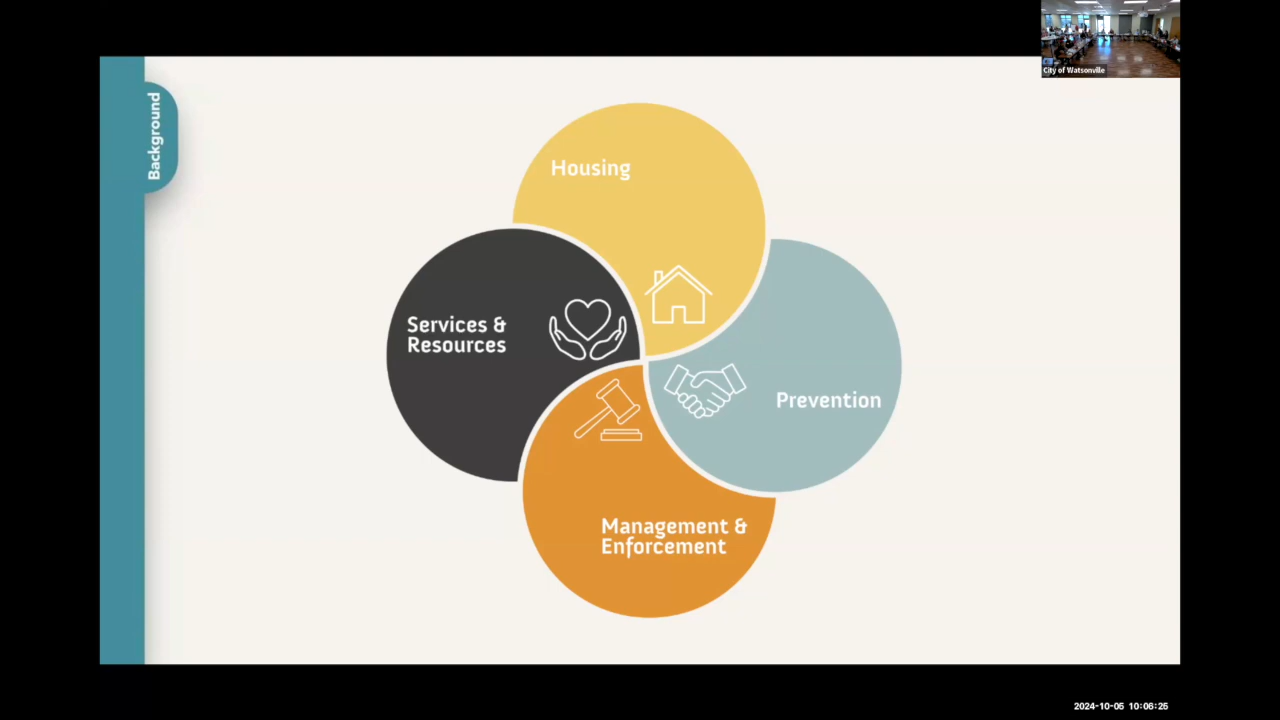 City of Watsonville
Background
Housing
Services &
Resources
Prevention
Management &
Enforcement
2024-10-05 10:06:25